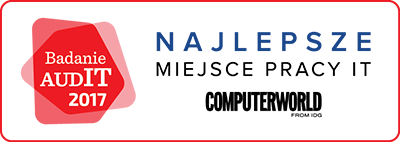 Badanie
AUDIT
2017
NAJLEPSZE
MIEJSCE PRACY IT
COMPUTERWORLD
FROM IDG